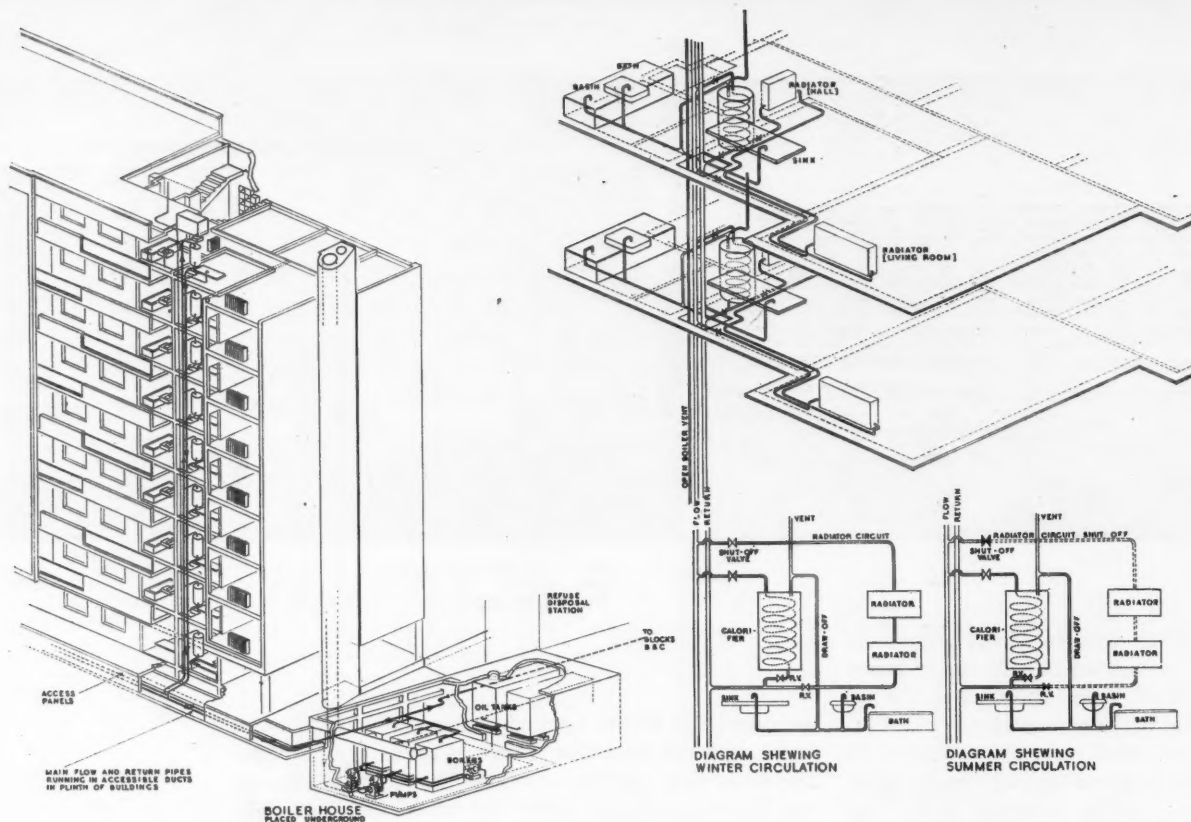 REFUSE
DISPOSAL
STATION
TO
BLOCKS
B & C
ACCESS
PANELS
OIL TANKS
BOILERS
PUMPS
MAIN FLOW AND RETURN PIPES
RUNNING IN ACCESSIBLE DUCTS
IN PLINTH OF BUILDINGS
BOILER HOUSE
PLACED UNDERGROUND
BATH
BASIN
RADIATOR
[HALL]
SINK
RADIATOR
[LIVING ROOM]
OPEN BOILER VENT
FLOW
RETURN
VENT
RADIATOR CIRCUIT
SHUT-OFF
VALVE
CALORI-
FIER
DRAW-OFF
RADIATOR
RADIATOR
R.V.
R.V.
SINK
BASIN
BATH
DIAGRAM SHEWING
WINTER CIRCULATION
FLOW
RETURN
VENT
RADIATOR CIRCUIT SHUT OFF
SHUT-OFF
VALVE
CALORI-
FIER
DRAW-OFF
RADIATOR
RADIATOR
R.V.
R.V.
SINK
BASIN
BATH
DIAGRAM SHEWING
SUMMER CIRCULATION